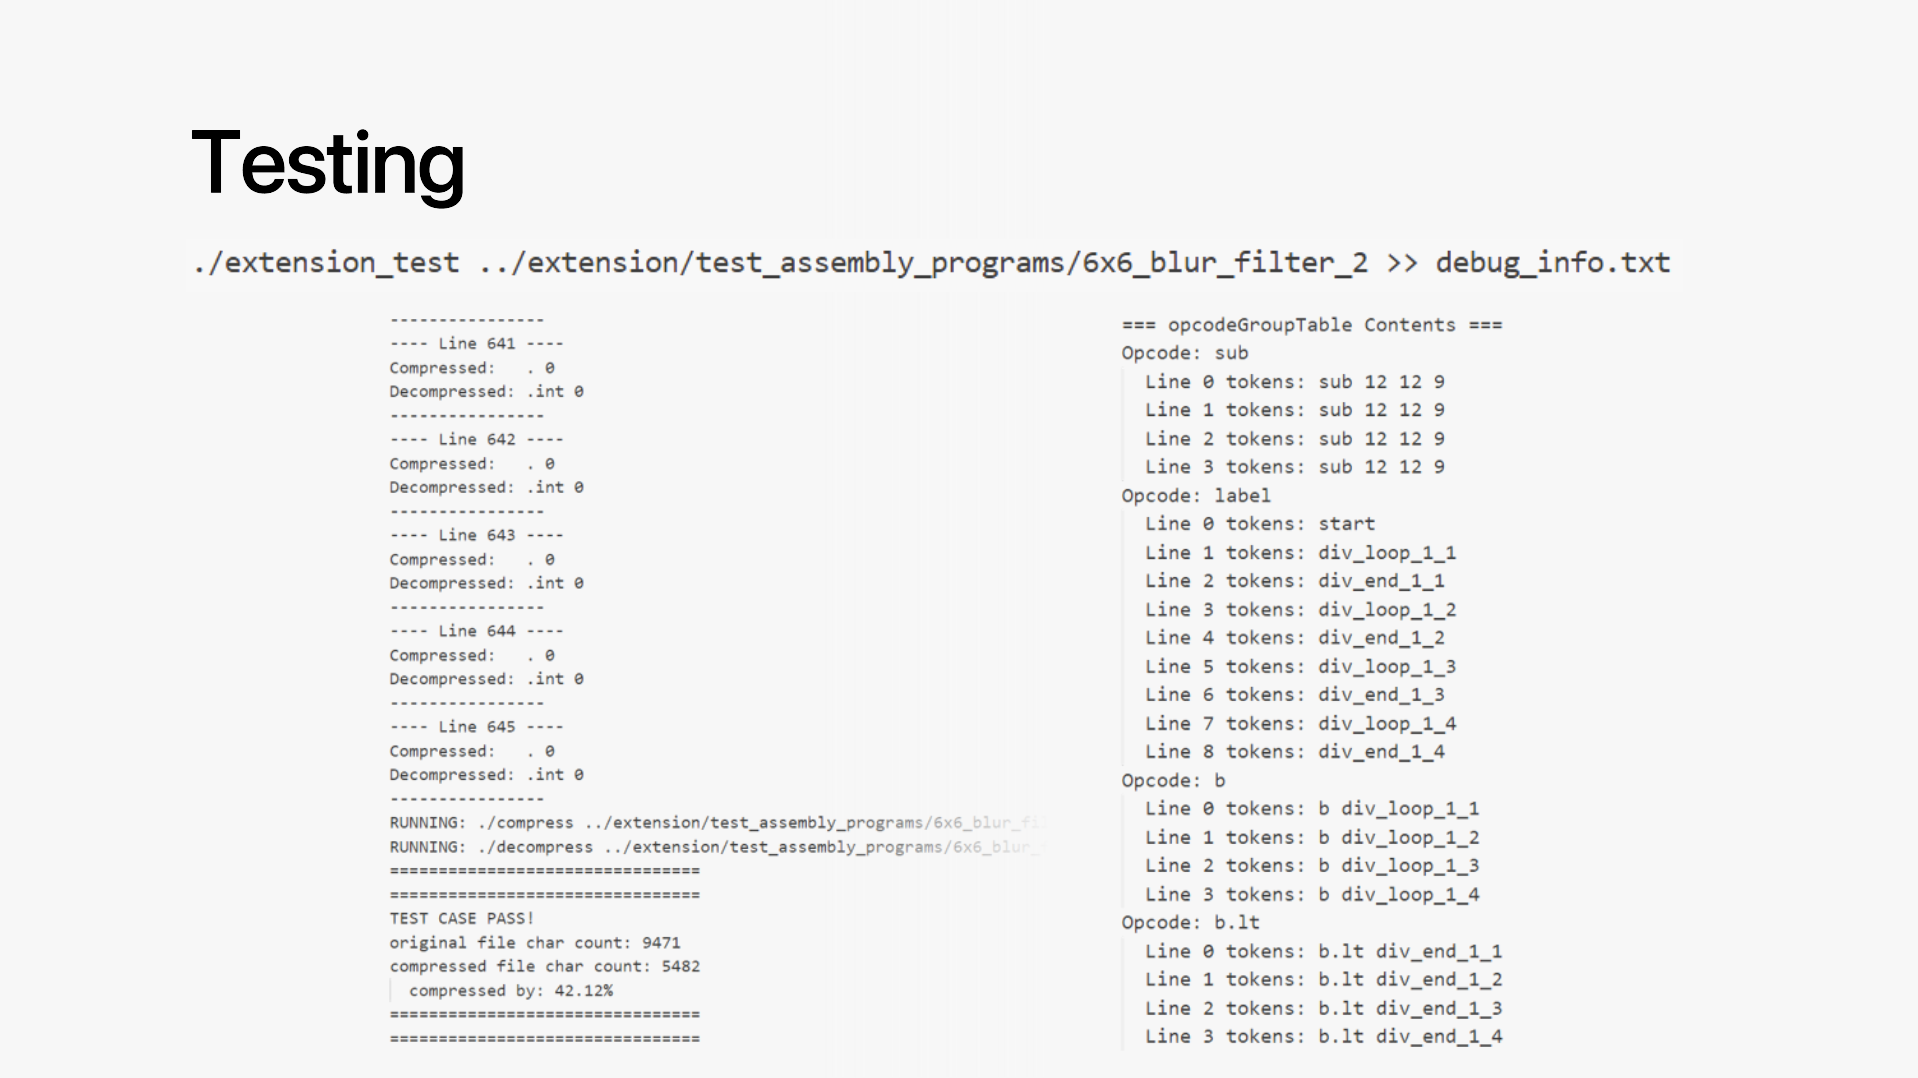 Testing
./extension_test ../extension/test_assembly_programs/6x6_blur_filter_2 >> debug_info.txt
----------------
---- Line 641 ----
Compressed:   . 0
Decompressed: .int 0
----------------
---- Line 642 ----
Compressed:   . 0
Decompressed: .int 0
----------------
---- Line 643 ----
Compressed:   . 0
Decompressed: .int 0
----------------
---- Line 644 ----
Compressed:   . 0
Decompressed: .int 0
----------------
---- Line 645 ----
Compressed:   . 0
Decompressed: .int 0
----------------
RUNNING: ./compress ../extension/test_assembly_programs/6x6_blur_fil
RUNNING: ./decompress ../extension/test_assembly_programs/6x6_blur_
================================
================================
TEST CASE PASS!
original file char count: 9471
compressed file char count: 5482
compressed by: 42.12%
================================
================================
=== opcodeGroupTable Contents ===
Opcode: sub
Line 0 tokens: sub 12 12 9
Line 1 tokens: sub 12 12 9
Line 2 tokens: sub 12 12 9
Line 3 tokens: sub 12 12 9
Opcode: label
Line 0 tokens: start
Line 1 tokens: div_loop_1_1
Line 2 tokens: div_end_1_1
Line 3 tokens: div_loop_1_2
Line 4 tokens: div_end_1_2
Line 5 tokens: div_loop_1_3
Line 6 tokens: div_end_1_3
Line 7 tokens: div_loop_1_4
Line 8 tokens: div_end_1_4
Opcode: b
Line 0 tokens: b div_loop_1_1
Line 1 tokens: b div_loop_1_2
Line 2 tokens: b div_loop_1_3
Line 3 tokens: b div_loop_1_4
Opcode: b.lt
Line 0 tokens: b.lt div_end_1_1
Line 1 tokens: b.lt div_end_1_2
Line 2 tokens: b.lt div_end_1_3
Line 3 tokens: b.lt div_end_1_4